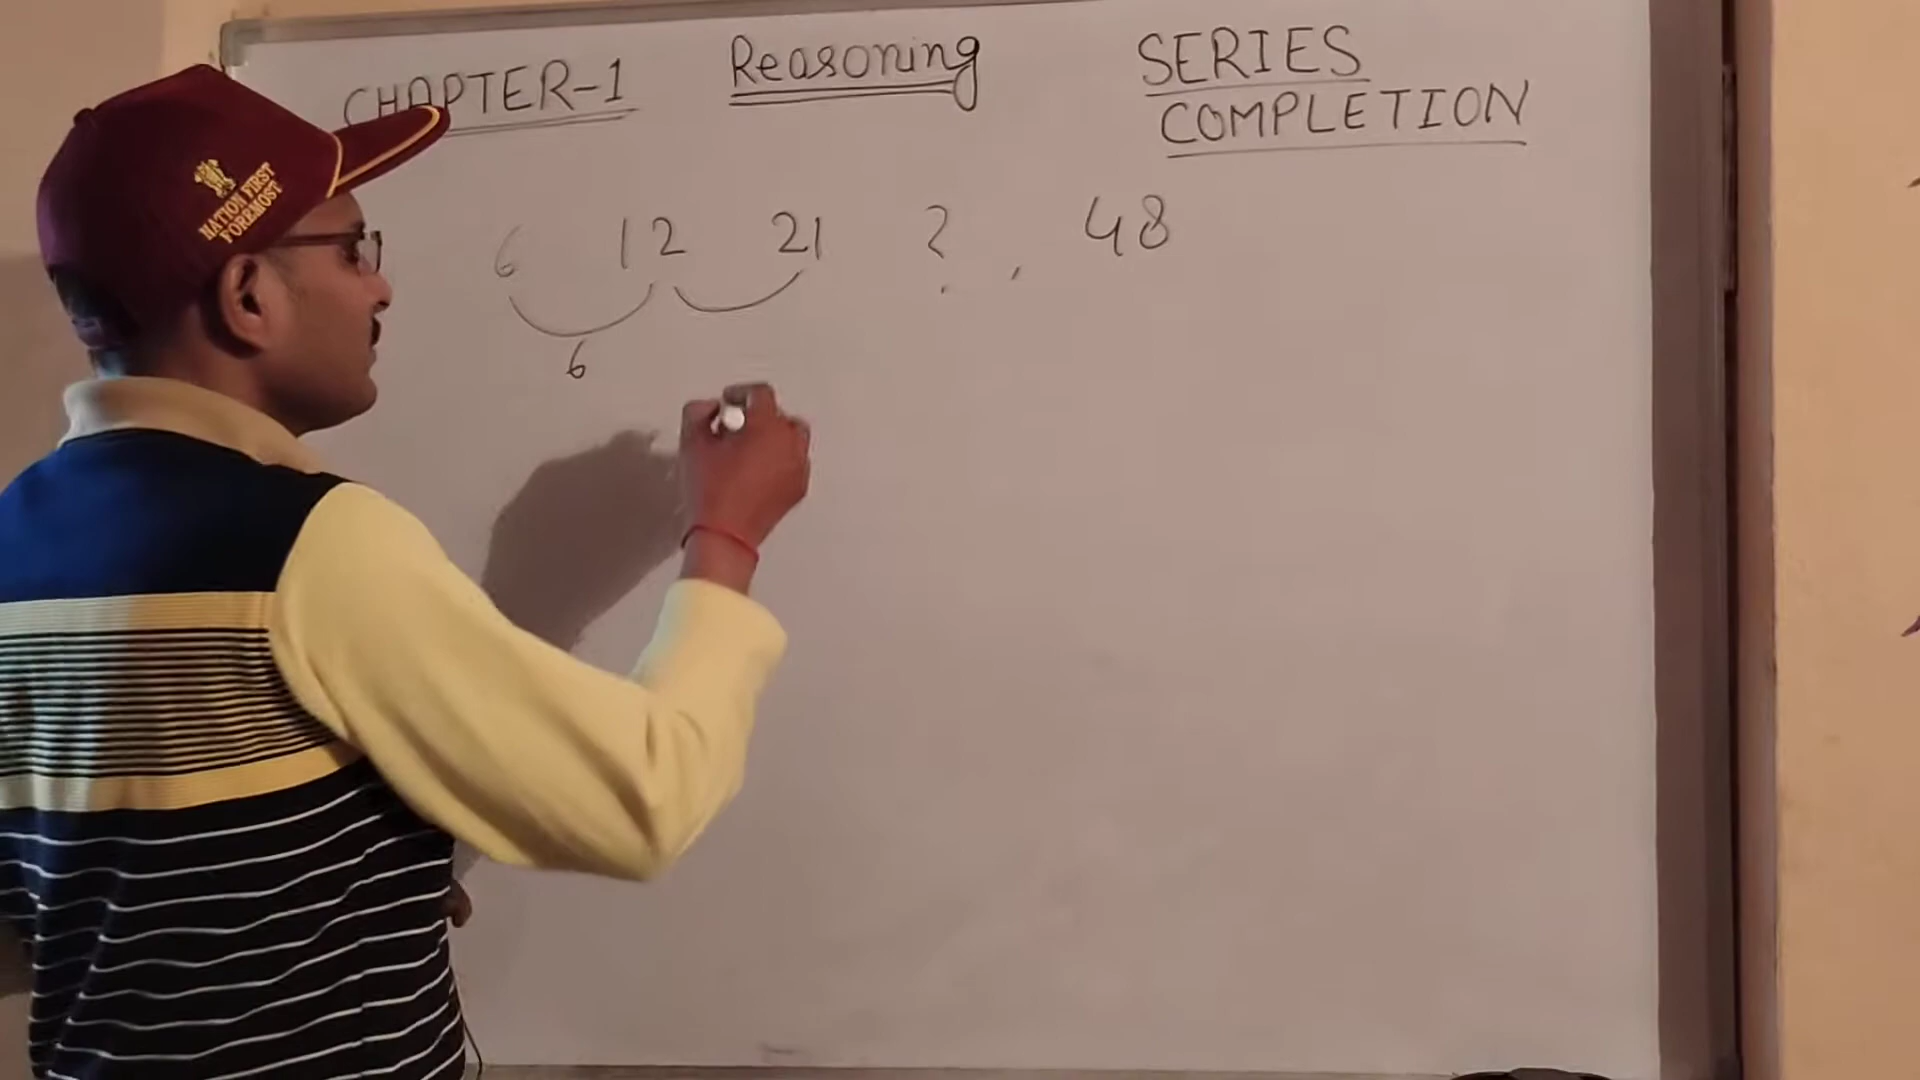 CHAPTER-1 Reasoning SERIES
COMPLETION
6 12 21 ? , 48
6
NATION FIRST
FOREMOST